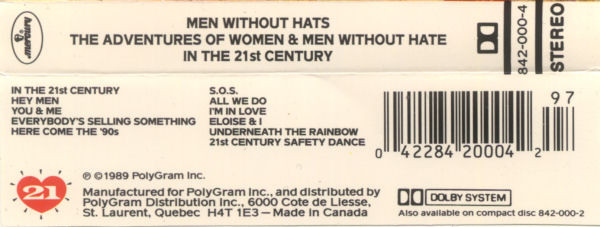 Mercury
MEN WITHOUT HATS
THE ADVENTURES OF WOMEN & MEN WITHOUT HATE
IN THE 21st CENTURY
842-000-4
STEREO
IN THE 21st CENTURY
HEY MEN
YOU & ME
EVERYBODY'S SELLING SOMETHING
HERE COME THE '90s
S.O.S.
ALL WE DO
I'M IN LOVE
ELOISE & I
UNDERNEATH THE RAINBOW
21st CENTURY SAFETY DANCE
97
0 42284 20004 2
21
℗ © 1989 PolyGram Inc.
Manufactured for PolyGram Inc., and distributed by
PolyGram Distribution Inc., 6000 Cote de Liesse,
St. Laurent, Quebec H4T 1E3 – Made in Canada
DOLBY SYSTEM
Also available on compact disc 842-000-2